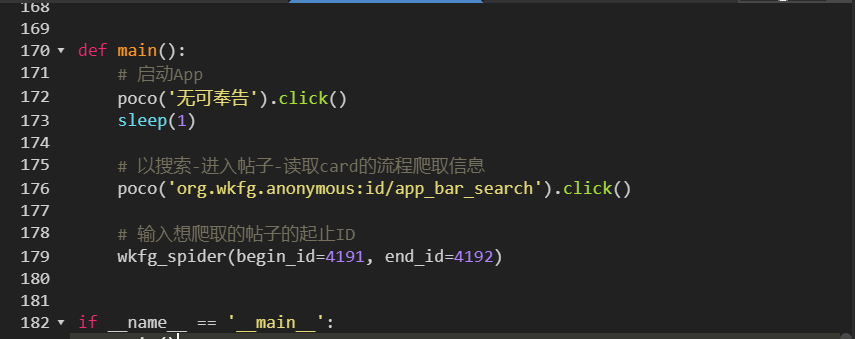 168
169
170 def main():
171 # 启动App
172 poco('无可奉告').click()
173 sleep(1)
174
175 # 以搜索-进入帖子-读取card的流程爬取信息
176 poco('org.wkfg.anonymous:id/app_bar_search').click()
177
178 # 输入想爬取的帖子的起止ID
179 wkfg_spider(begin_id=4191, end_id=4192)
180
181
182 if __name__ == '__main__':